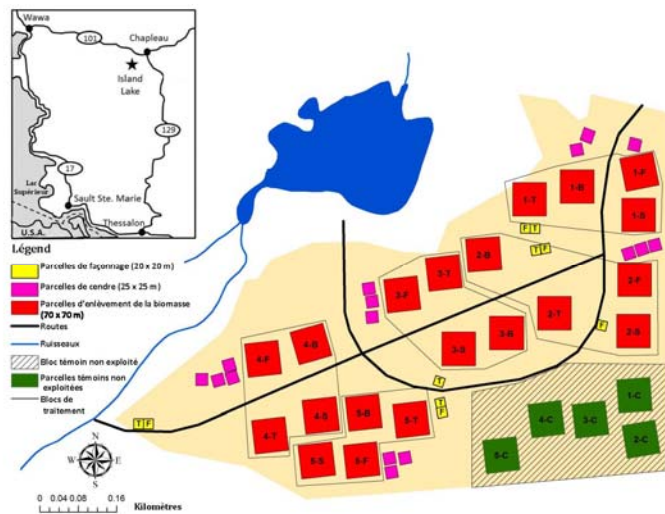 Wawa
101
Chapleau
Island
Lake
129
17
Lac
Supérieur
Sault Ste. Marie
U.S.A.
Thessalon
Légend
Parcelles de façonnage (20 x 20 m)
Parcelles de cendre (25 x 25 m)
Parcelles d'enlèvement de la biomasse
(70 x 70 m)
Routes
Ruisseaux
Bloc témoin non exploité
Parcelles témoins non
exploitées
Blocs de
traitement
N
W E
S
0 0.04 0.08 0.16
Kilomètres
1-F
1-B
1-T
1-S
F T
2-B
T F
3-T
2-F
3-F
2-T
3-B
2-S
F
3-S
4-B
4-F
T
1-C
4-S
5-B
5-T
T
F
4-C
3-C
T F
4-T
2-C
5-S
5-F
5-C